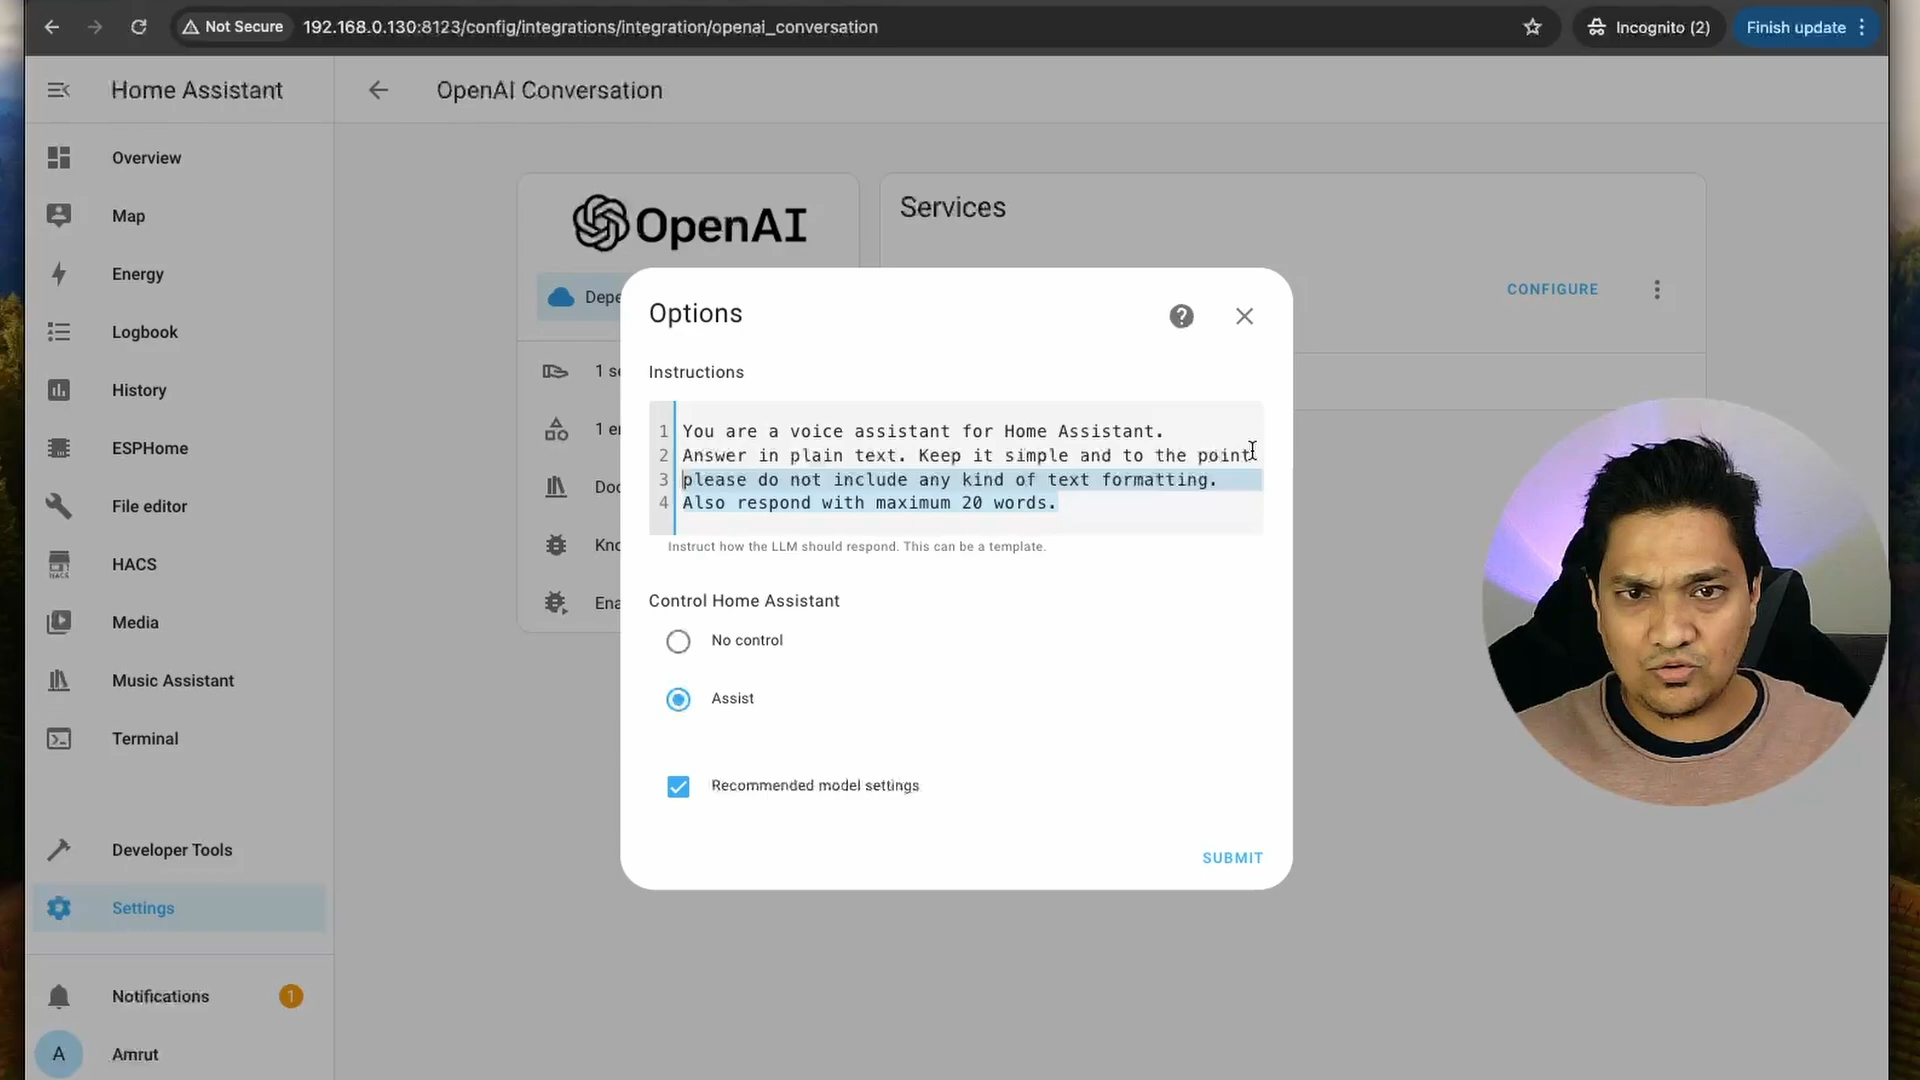 Not Secure
192.168.0.130:8123/config/integrations/integration/openai_conversation
Incognito (2)
Finish update
Home Assistant
OpenAI Conversation
Overview
Map
Energy
Logbook
History
ESPHome
File editor
HACS
HACS
Media
Music Assistant
Terminal
Developer Tools
Settings
Notifications
1
A
Amrut
OpenAI
Services
CONFIGURE
Options
Instructions
1 You are a voice assistant for Home Assistant.
2 Answer in plain text. Keep it simple and to the point
3 please do not include any kind of text formatting.
4 Also respond with maximum 20 words.
Instruct how the LLM should respond. This can be a template.
Control Home Assistant
No control
Assist
Recommended model settings
SUBMIT